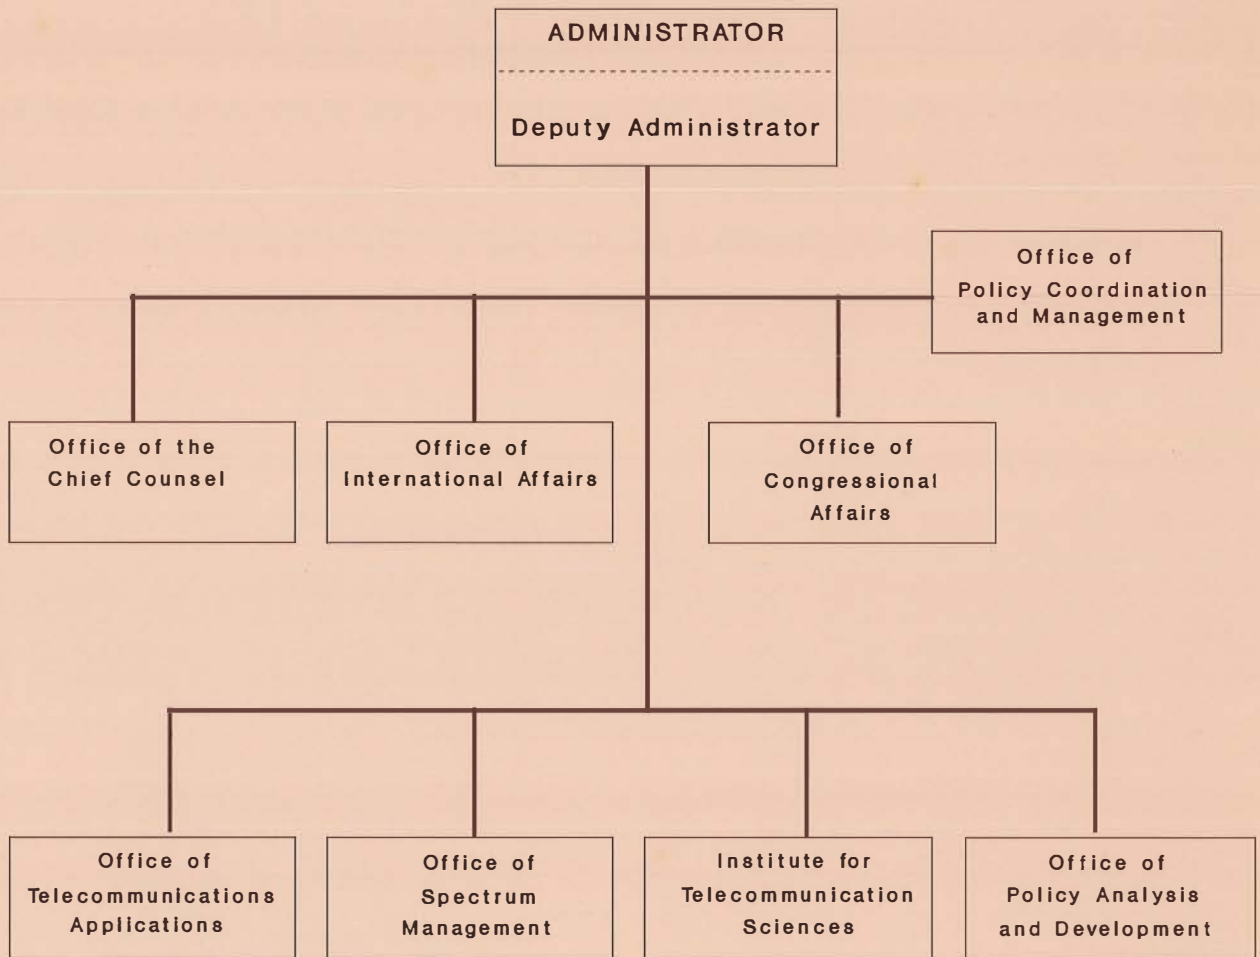 ADMINISTRATOR
Deputy Administrator
Office of
Policy Coordination
and Management
Office of the
Chief Counsel
Office of
International Affairs
Office of
Congressional
Affairs
Office of
Telecommunications
Applications
Office of
Spectrum
Management
Institute for
Telecommunication
Sciences
Office of
Policy Analysis
and Development